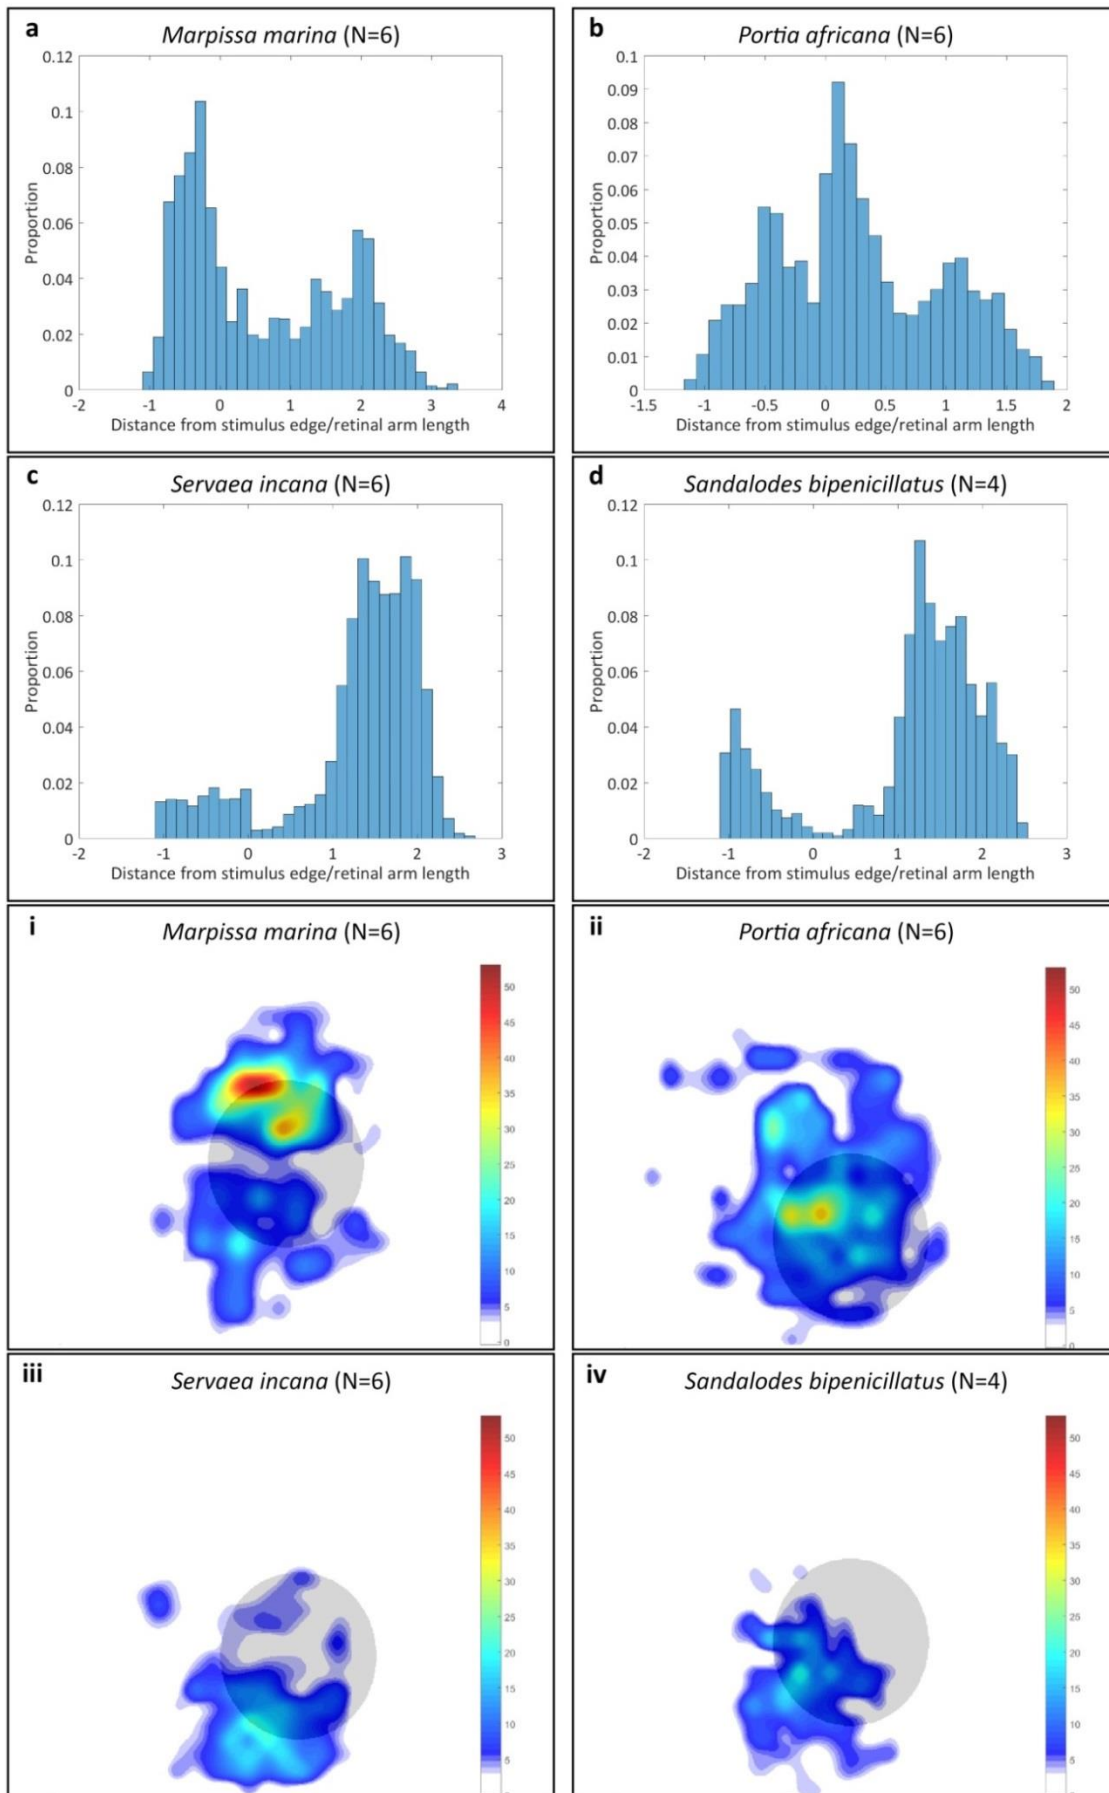 a
Marpissa marina (N=6)
0.12
0.1
0.08
0.06
0.04
0.02
0
Proportion
-2 -1 0 1 2 3 4
Distance from stimulus edge/retinal arm length
b
Portia africana (N=6)
0.1
0.09
0.08
0.07
0.06
0.05
0.04
0.03
0.02
0.01
0
Proportion
-1.5 -1 -0.5 0 0.5 1 1.5 2
Distance from stimulus edge/retinal arm length
c
Servaea incana (N=6)
0.12
0.1
0.08
0.06
0.04
0.02
0
Proportion
-2 -1 0 1 2 3
Distance from stimulus edge/retinal arm length
d
Sandalodes bipenicillatus (N=4)
0.12
0.1
0.08
0.06
0.04
0.02
0
Proportion
-2 -1 0 1 2 3
Distance from stimulus edge/retinal arm length
i
Marpissa marina (N=6)
50
45
40
35
30
25
20
15
10
5
0
ii
Portia africana (N=6)
50
45
40
35
30
25
20
15
10
5
iii
Servaea incana (N=6)
50
45
40
35
30
25
20
15
10
5
iv
Sandalodes bipenicillatus (N=4)
50
45
40
35
30
25
20
15
10
5